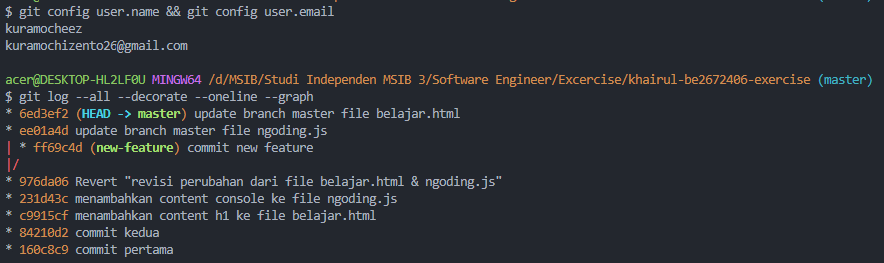 $ git config user.name && git config user.email
kuramocheez
kuramochizento26@gmail.com
acer@DESKTOP-HL2LF0U MINGW64 /d/MSIB/Studi Independen MSIB 3/Software Engineer/Excercise/khairul-be2672406-exercise (master)
$ git log --all --decorate --oneline --graph
* 6ed3ef2 (HEAD -> master) update branch master file belajar.html
* ee01a4d update branch master file ngoding.js
| * ff69c4d (new-feature) commit new feature
|/
* 976da06 Revert "revisi perubahan dari file belajar.html & ngoding.js"
* 231d43c menambahkan content console ke file ngoding.js
* c9915cf menambahkan content h1 ke file belajar.html
* 84210d2 commit kedua
* 160c8c9 commit pertama